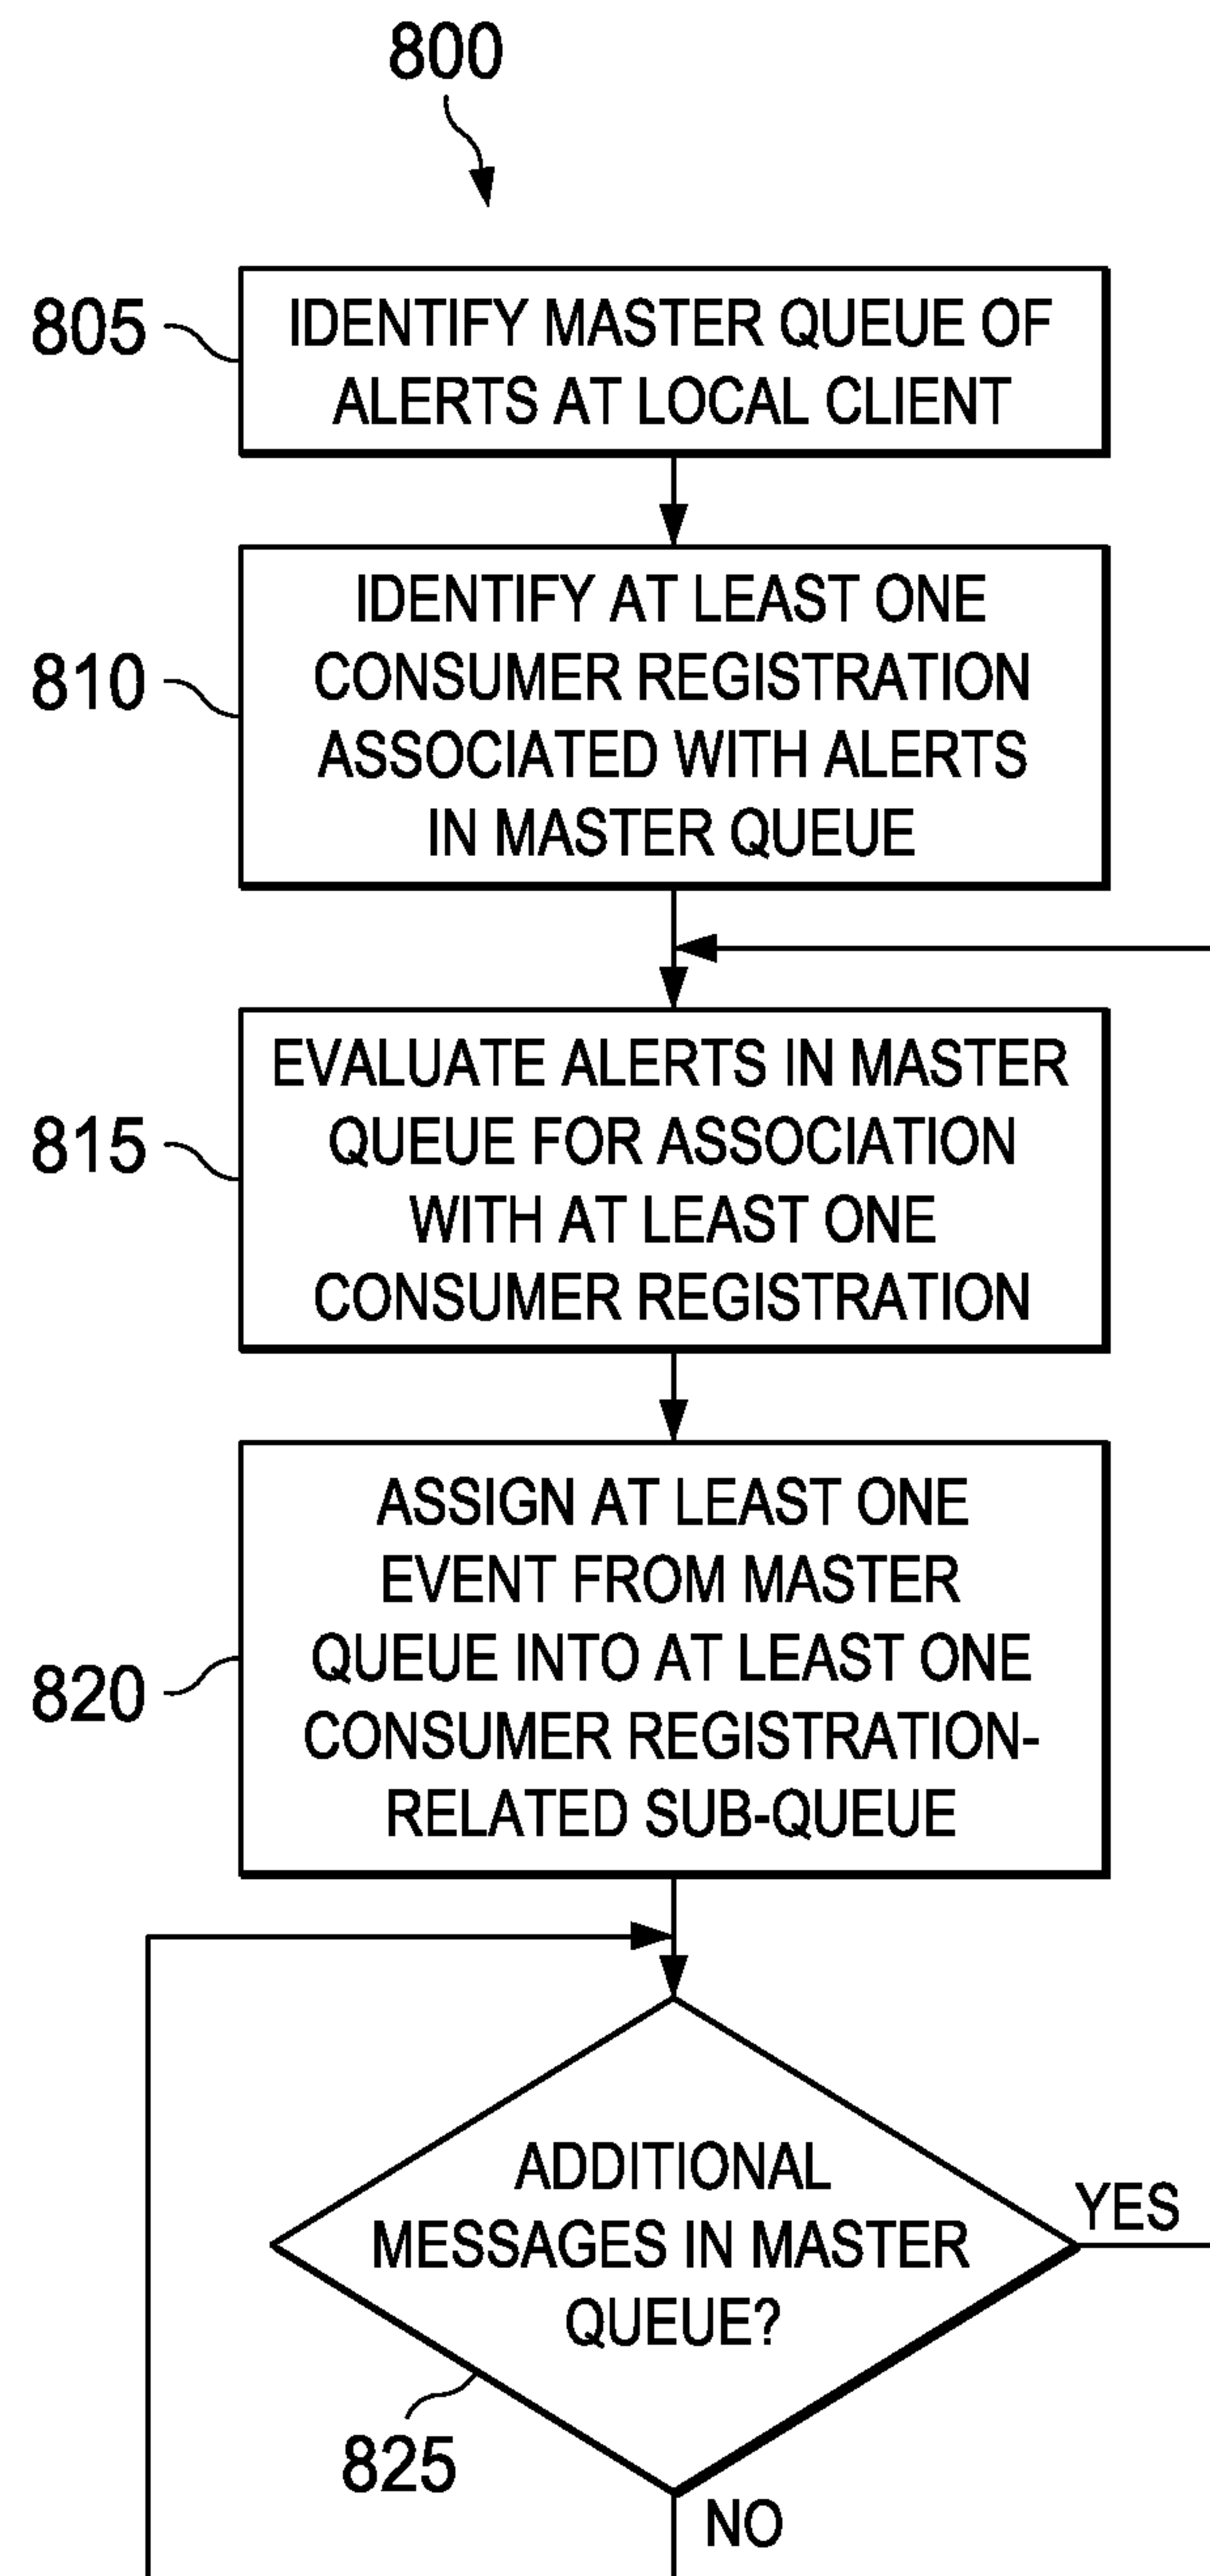 800
805
IDENTIFY MASTER QUEUE OF
ALERTS AT LOCAL CLIENT
810
IDENTIFY AT LEAST ONE
CONSUMER REGISTRATION
ASSOCIATED WITH ALERTS
IN MASTER QUEUE
815
EVALUATE ALERTS IN MASTER
QUEUE FOR ASSOCIATION
WITH AT LEAST ONE
CONSUMER REGISTRATION
820
ASSIGN AT LEAST ONE
EVENT FROM MASTER
QUEUE INTO AT LEAST ONE
CONSUMER REGISTRATION-
RELATED SUB-QUEUE
ADDITIONAL
MESSAGES IN MASTER
QUEUE?
YES
825
NO